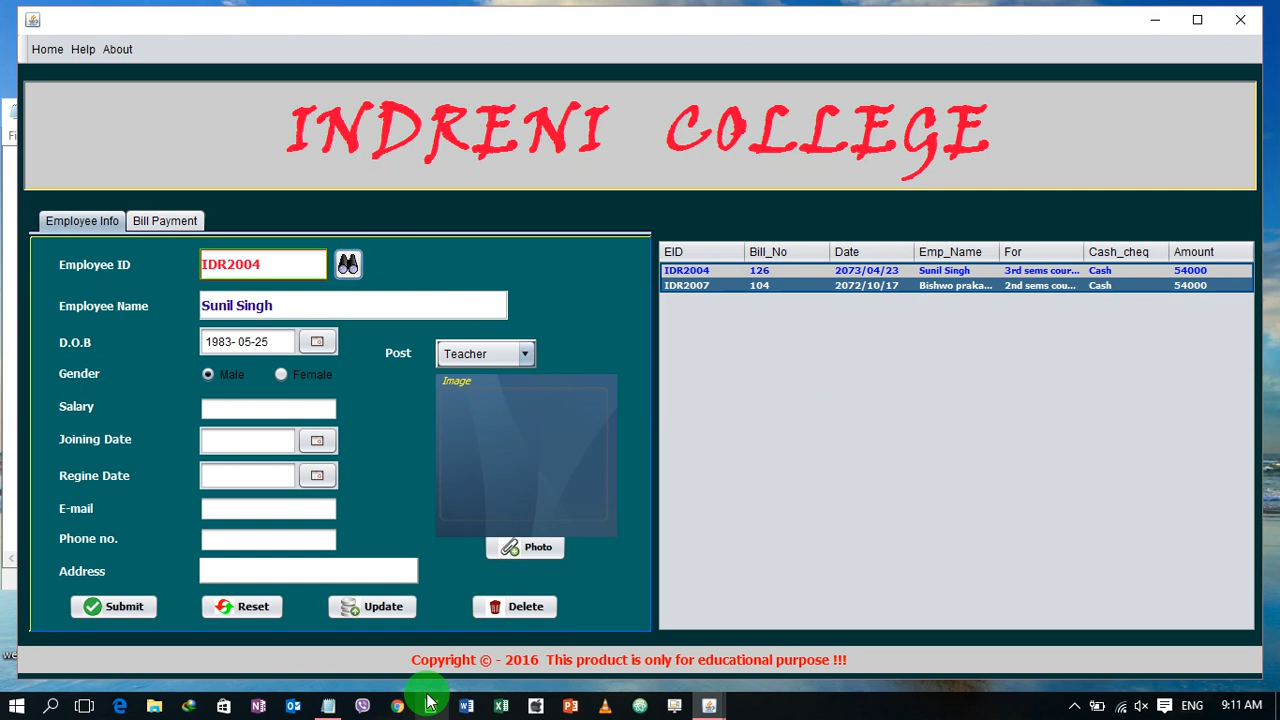 Home Help About
INDRENI COLLEGE
Employee Info Bill Payment
Employee ID IDR2004
Employee Name Sunil Singh
D.O.B 1983- 05-25
Post Teacher
Gender Male Female
Image
Salary
Joining Date
Regine Date
E-mail
Phone no.
Photo
Address
Submit Reset Update Delete
EID Bill_No Date Emp_Name For Cash_cheq Amount
IDR2004 126 2073/04/23 Sunil Singh 3rd sems cour... Cash 54000
IDR2007 104 2072/10/17 Bishwo praka... 2nd sems cou... Cash 54000
Copyright © - 2016 This product is only for educational purpose !!!
ENG 9:11 AM